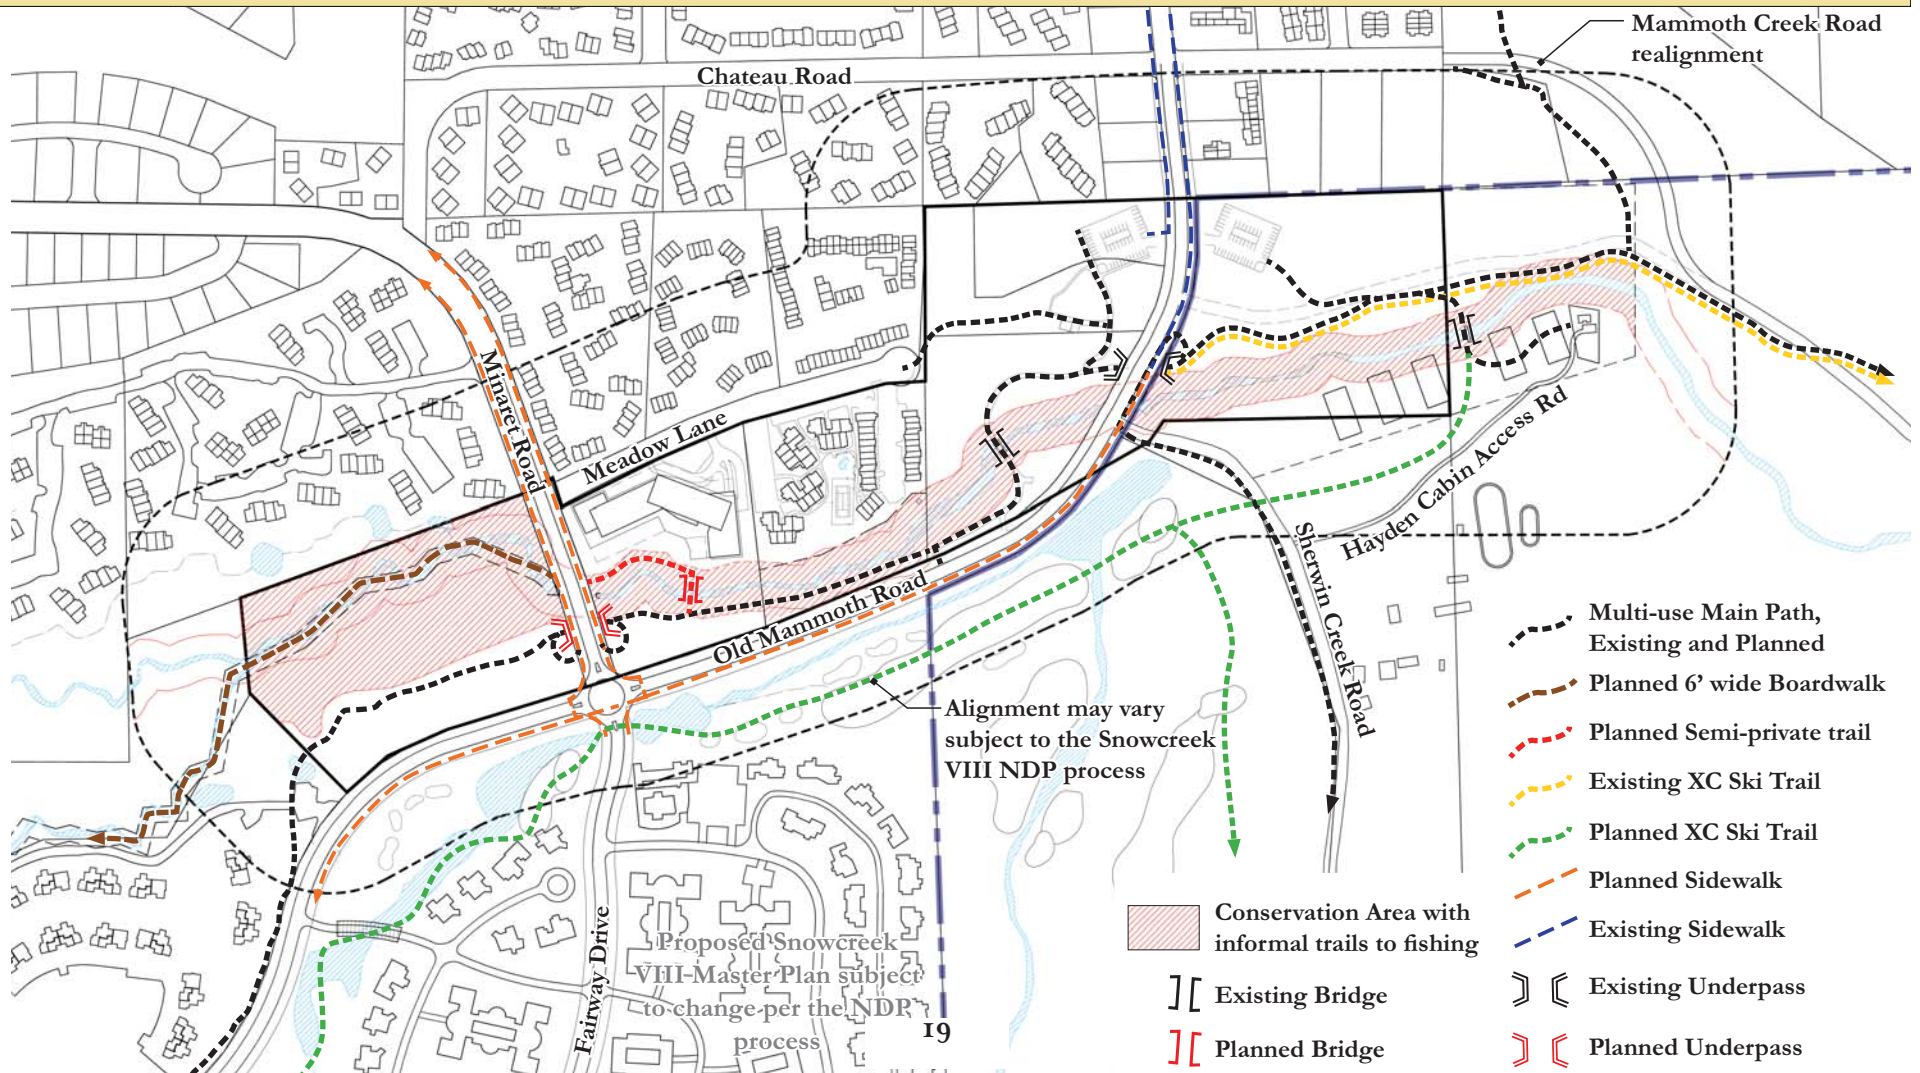 Mammoth Creek Road
realignment
Chateau Road
Minaret Road
Meadow Lane
Old Mammoth Road
Hayden Cabin Access Rd
Sherwin Creek Road
Alignment may vary
subject to the Snowcreek
VIII NDP process
Fairway Drive
Proposed Snowcreek
VIII Master Plan subject
to change per the NDP
process
19
Multi-use Main Path,
Existing and Planned
Planned 6’ wide Boardwalk
Planned Semi-private trail
Existing XC Ski Trail
Planned XC Ski Trail
Planned Sidewalk
Existing Sidewalk
Existing Underpass
Planned Underpass
Conservation Area with
informal trails to fishing
Existing Bridge
Planned Bridge